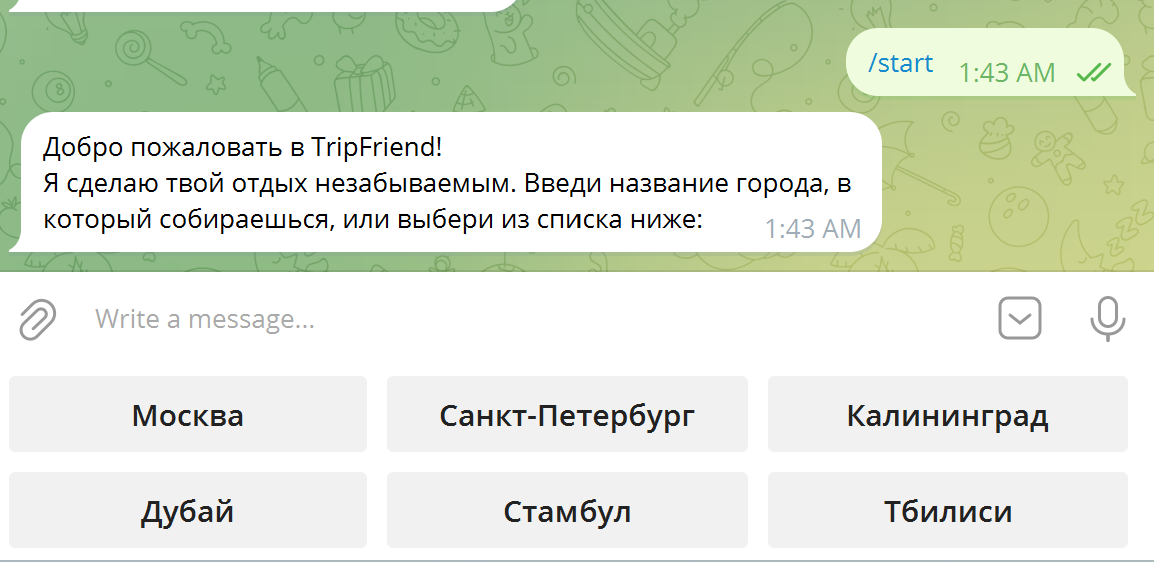 /start 1:43 AM
Добро пожаловать в TripFriend!
Я сделаю твой отдых незабываемым. Введи название города, в
который собираешься, или выбери из списка ниже: 1:43 AM
Write a message...
Москва Санкт-Петербург Калининград
Дубай Стамбул Тбилиси